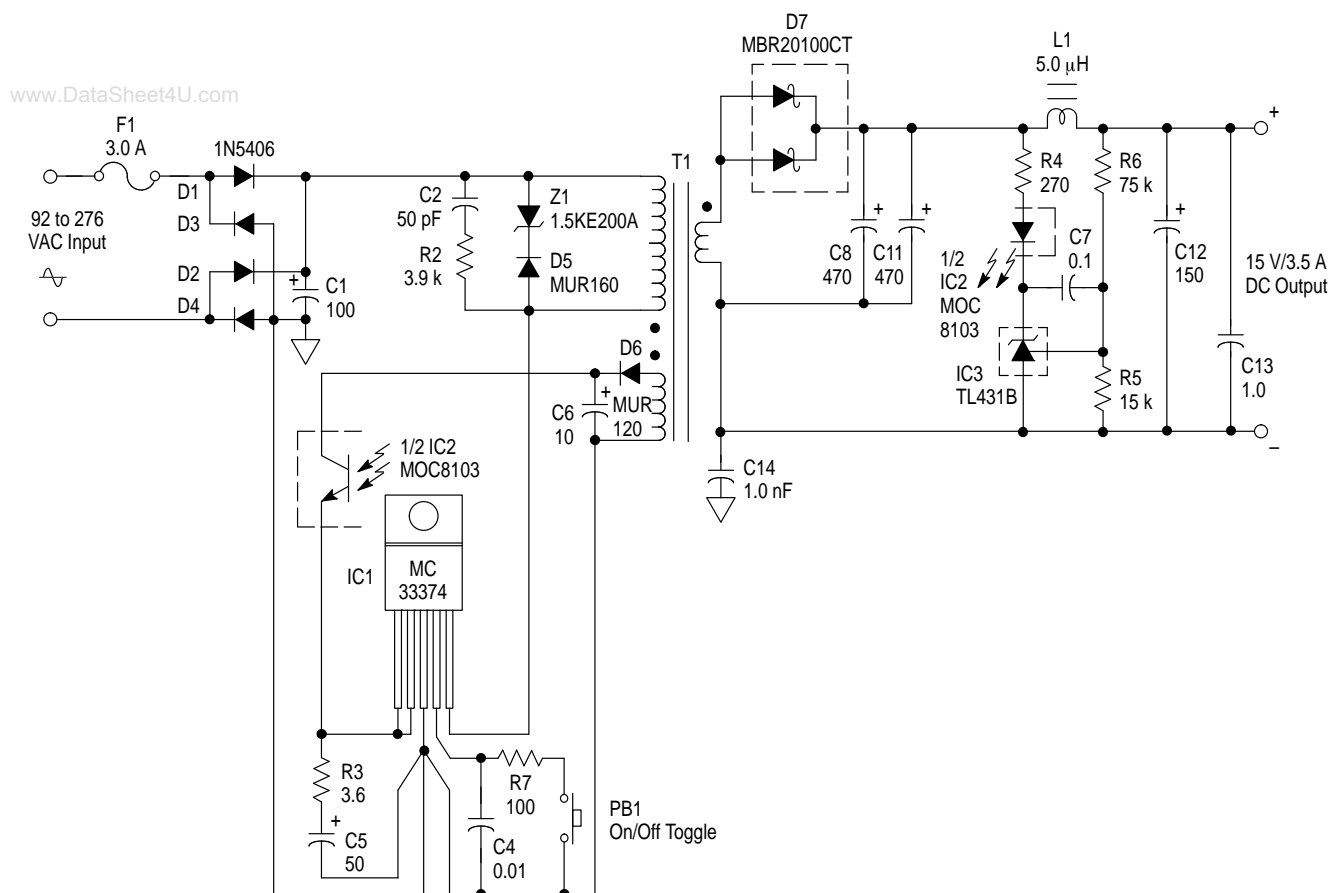 D7
MBR20100CT
L1
5.0 μH
www.DataSheet4U.com
F1
3.0 A
1N5406
T1
+
D1
C2
50 pF
Z1
1.5KE200A
R4
270
R6
75 k
92 to 276
VAC Input
D3
R2
3.9 k
D5
MUR160
+
+
C8
470
C11
470
1/2
IC2
MOC
8103
C7
0.1
+
C12
150
15 V/3.5 A
DC Output
D2
+
C1
100
D4
D6
MUR
120
+
C6
10
IC3
TL431B
R5
15 k
C13
1.0
–
1/2 IC2
MOC8103
C14
1.0 nF
IC1
MC
33374
R3
3.6
R7
100
PB1
On/Off Toggle
+
C5
50
C4
0.01